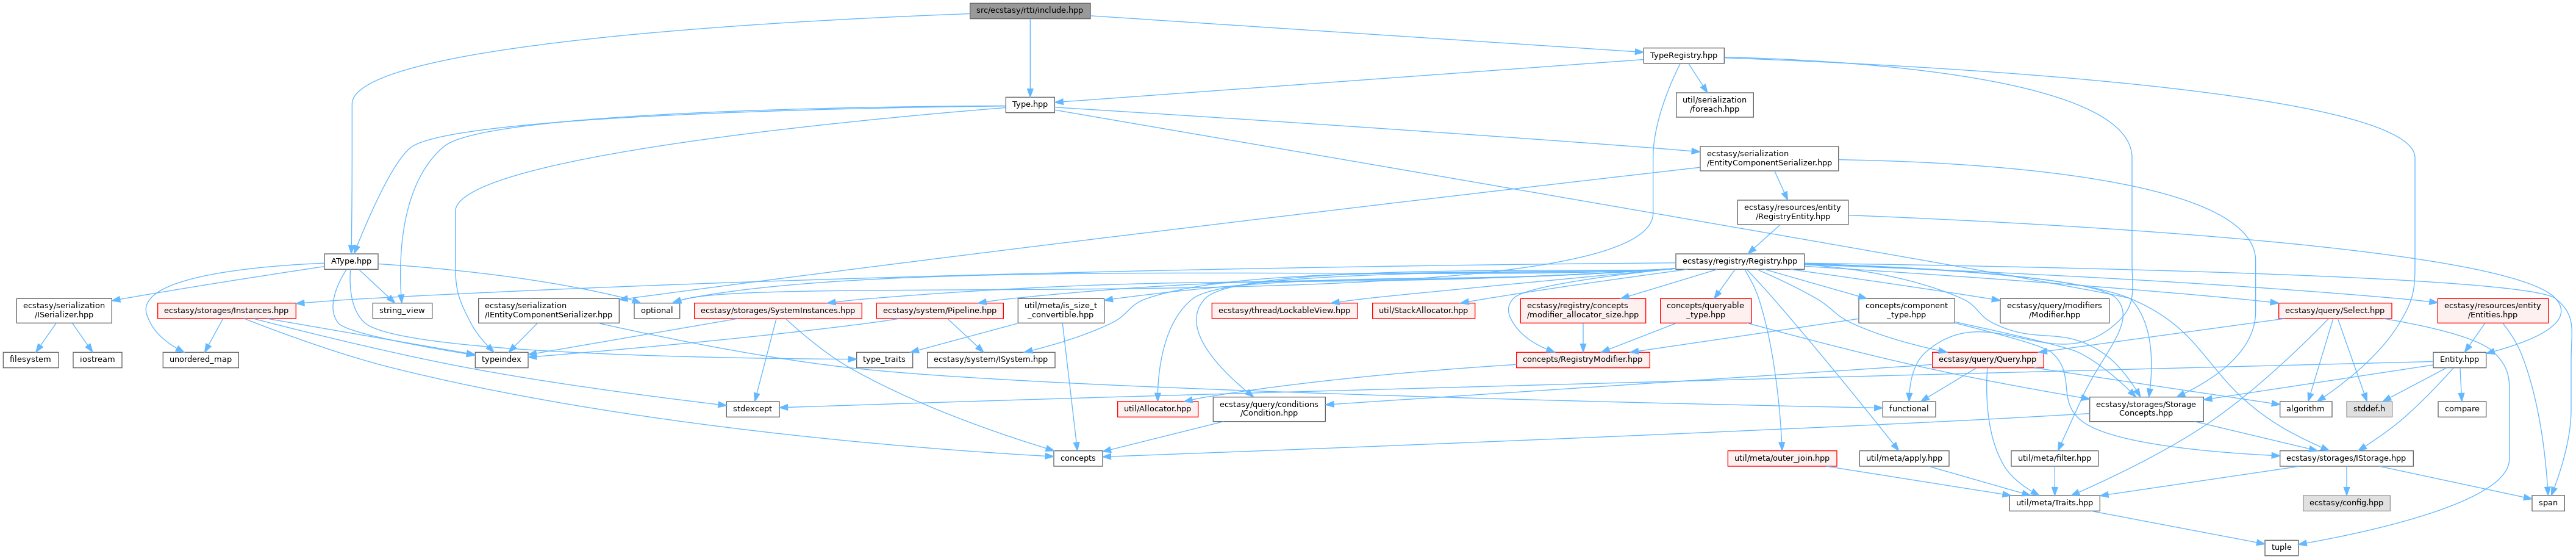 src/ecstasy/rtti/include.hpp
TypeRegistry.hpp
Type.hpp
util/serialization
/foreach.hpp
ecstasy/serialization
/EntityComponentSerializer.hpp
ecstasy/resources/entity
/RegistryEntity.hpp
AType.hpp
ecstasy/registry/Registry.hpp
ecstasy/serialization
/ISerializer.hpp
ecstasy/storages/Instances.hpp
string_view
ecstasy/serialization
/IEntityComponentSerializer.hpp
optional
ecstasy/storages/SystemInstances.hpp
ecstasy/system/Pipeline.hpp
util/meta/is_size_t
_convertible.hpp
ecstasy/thread/LockableView.hpp
util/StackAllocator.hpp
ecstasy/registry/concepts
/modifier_allocator_size.hpp
concepts/queryable
_type.hpp
concepts/component
_type.hpp
ecstasy/query/modifiers
/Modifier.hpp
ecstasy/query/Select.hpp
ecstasy/resources/entity
/Entities.hpp
filesystem
iostream
unordered_map
typeindex
type_traits
ecstasy/system/ISystem.hpp
concepts/RegistryModifier.hpp
ecstasy/query/Query.hpp
Entity.hpp
stdexcept
util/Allocator.hpp
ecstasy/query/conditions
/Condition.hpp
functional
ecstasy/storages/Storage
Concepts.hpp
algorithm
stddef.h
compare
concepts
util/meta/outer_join.hpp
util/meta/apply.hpp
util/meta/filter.hpp
ecstasy/storages/IStorage.hpp
util/meta/Traits.hpp
ecstasy/config.hpp
span
tuple